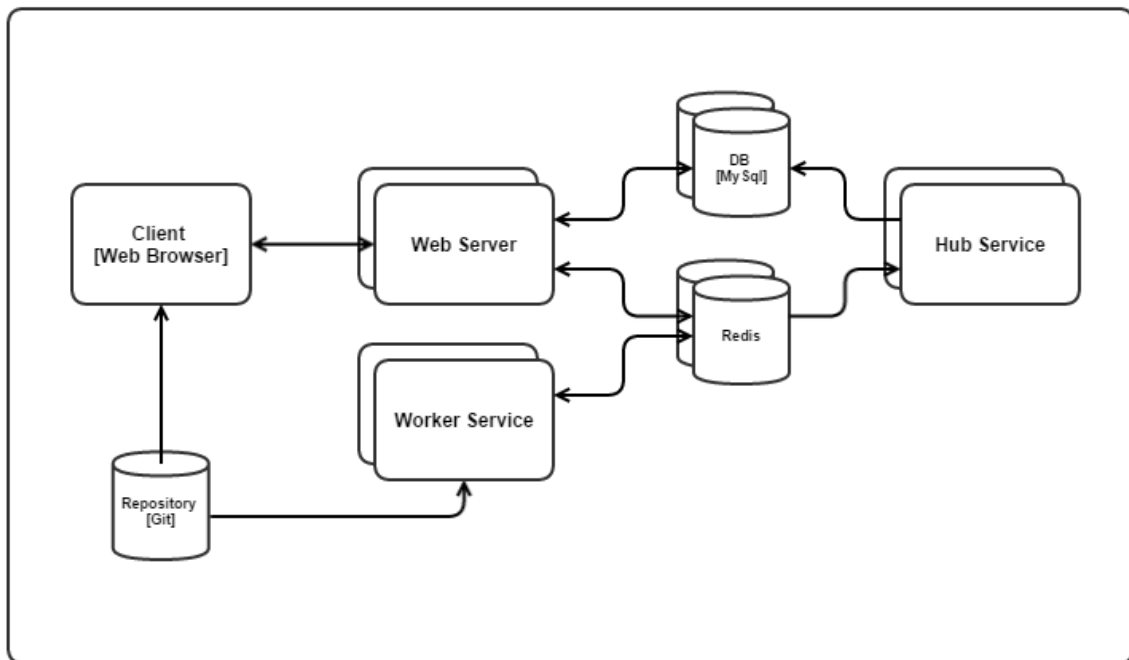 Client
[Web Browser]
Web Server
DB
[My Sql]
Hub Service
Redis
Worker Service
Repository
[Git]